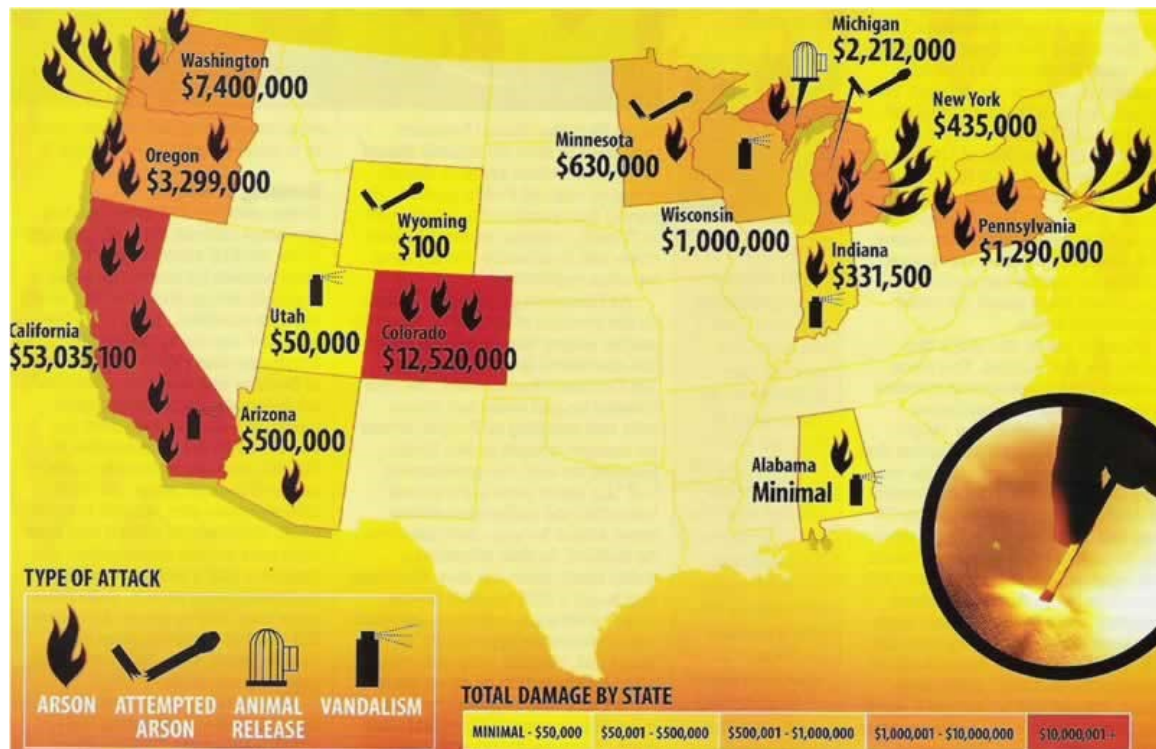 Washington
$7,400,000
Oregon
$3,299,000
California
$53,035,100
Wyoming
$100
Utah
$50,000
Colorado
$12,520,000
Arizona
$500,000
Minnesota
$630,000
Wisconsin
$1,000,000
Michigan
$2,212,000
Indiana
$331,500
New York
$435,000
Pennsylvania
$1,290,000
Alabama
Minimal
TYPE OF ATTACK
ARSON
ATTEMPTED
ARSON
ANIMAL
RELEASE
VANDALISM
TOTAL DAMAGE BY STATE
MINIMAL - $50,000
$50,001 - $500,000
$500,001 - $1,000,000
$1,000,001 - $10,000,000
$10,000,001 +